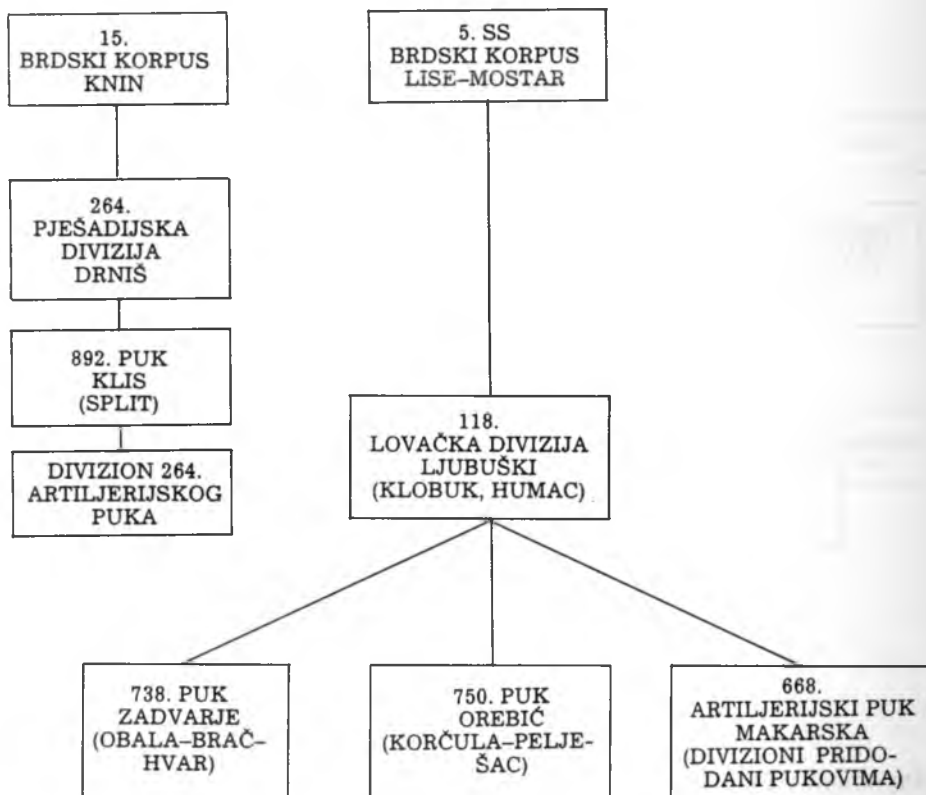 15.
BRDSKI KORPUS
KNIN
5. SS
BRDSKI KORPUS
LISE–MOSTAR
264.
PJEŠADIJSKA
DIVIZIJA
DRNIŠ
892. PUK
KLIS
(SPLIT)
DIVIZION 264.
ARTILJERIJSKOG
PUKA
118.
LOVAČKA DIVIZIJA
LJUBUŠKI
(KLOBUK, HUMAC)
738. PUK
ZADVARJE
(OBALA–BRAČ–
HVAR)
750. PUK
OREBIĆ
(KORČULA–PELJE-
ŠAC)
668.
ARTILJERIJSKI PUK
MAKARSKA
(DIVIZIONI PRIDO-
DANI PUKOVIMA)